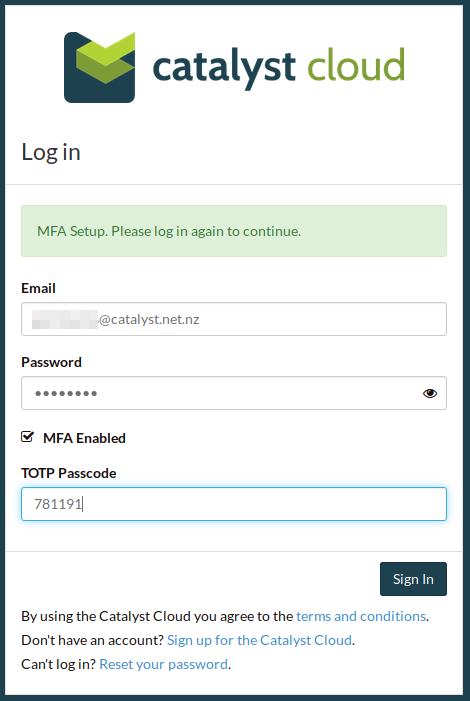 catalyst cloud
Log in
MFA Setup. Please log in again to continue.
Email
@catalyst.net.nz
Password
MFA Enabled
TOTP Passcode
781191
Sign In
By using the Catalyst Cloud you agree to the terms and conditions.
Don't have an account? Sign up for the Catalyst Cloud.
Can't log in? Reset your password.